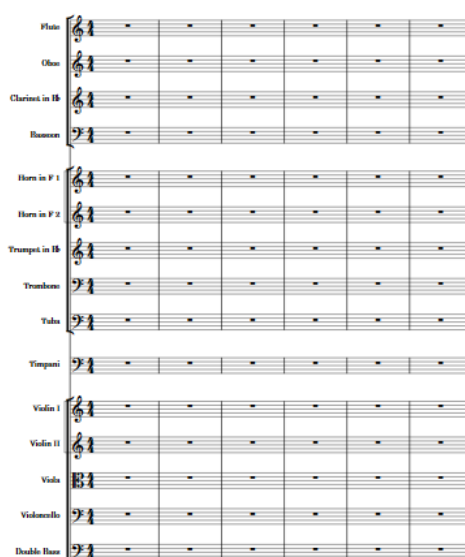 Flute
Oboe
Clarinet in B♭
Bassoon
Horn in F 1
Horn in F 2
Trumpet in B♭
Trombone
Tuba
Timpani
Violin I
Violin II
Viola
Violoncello
Double Bass